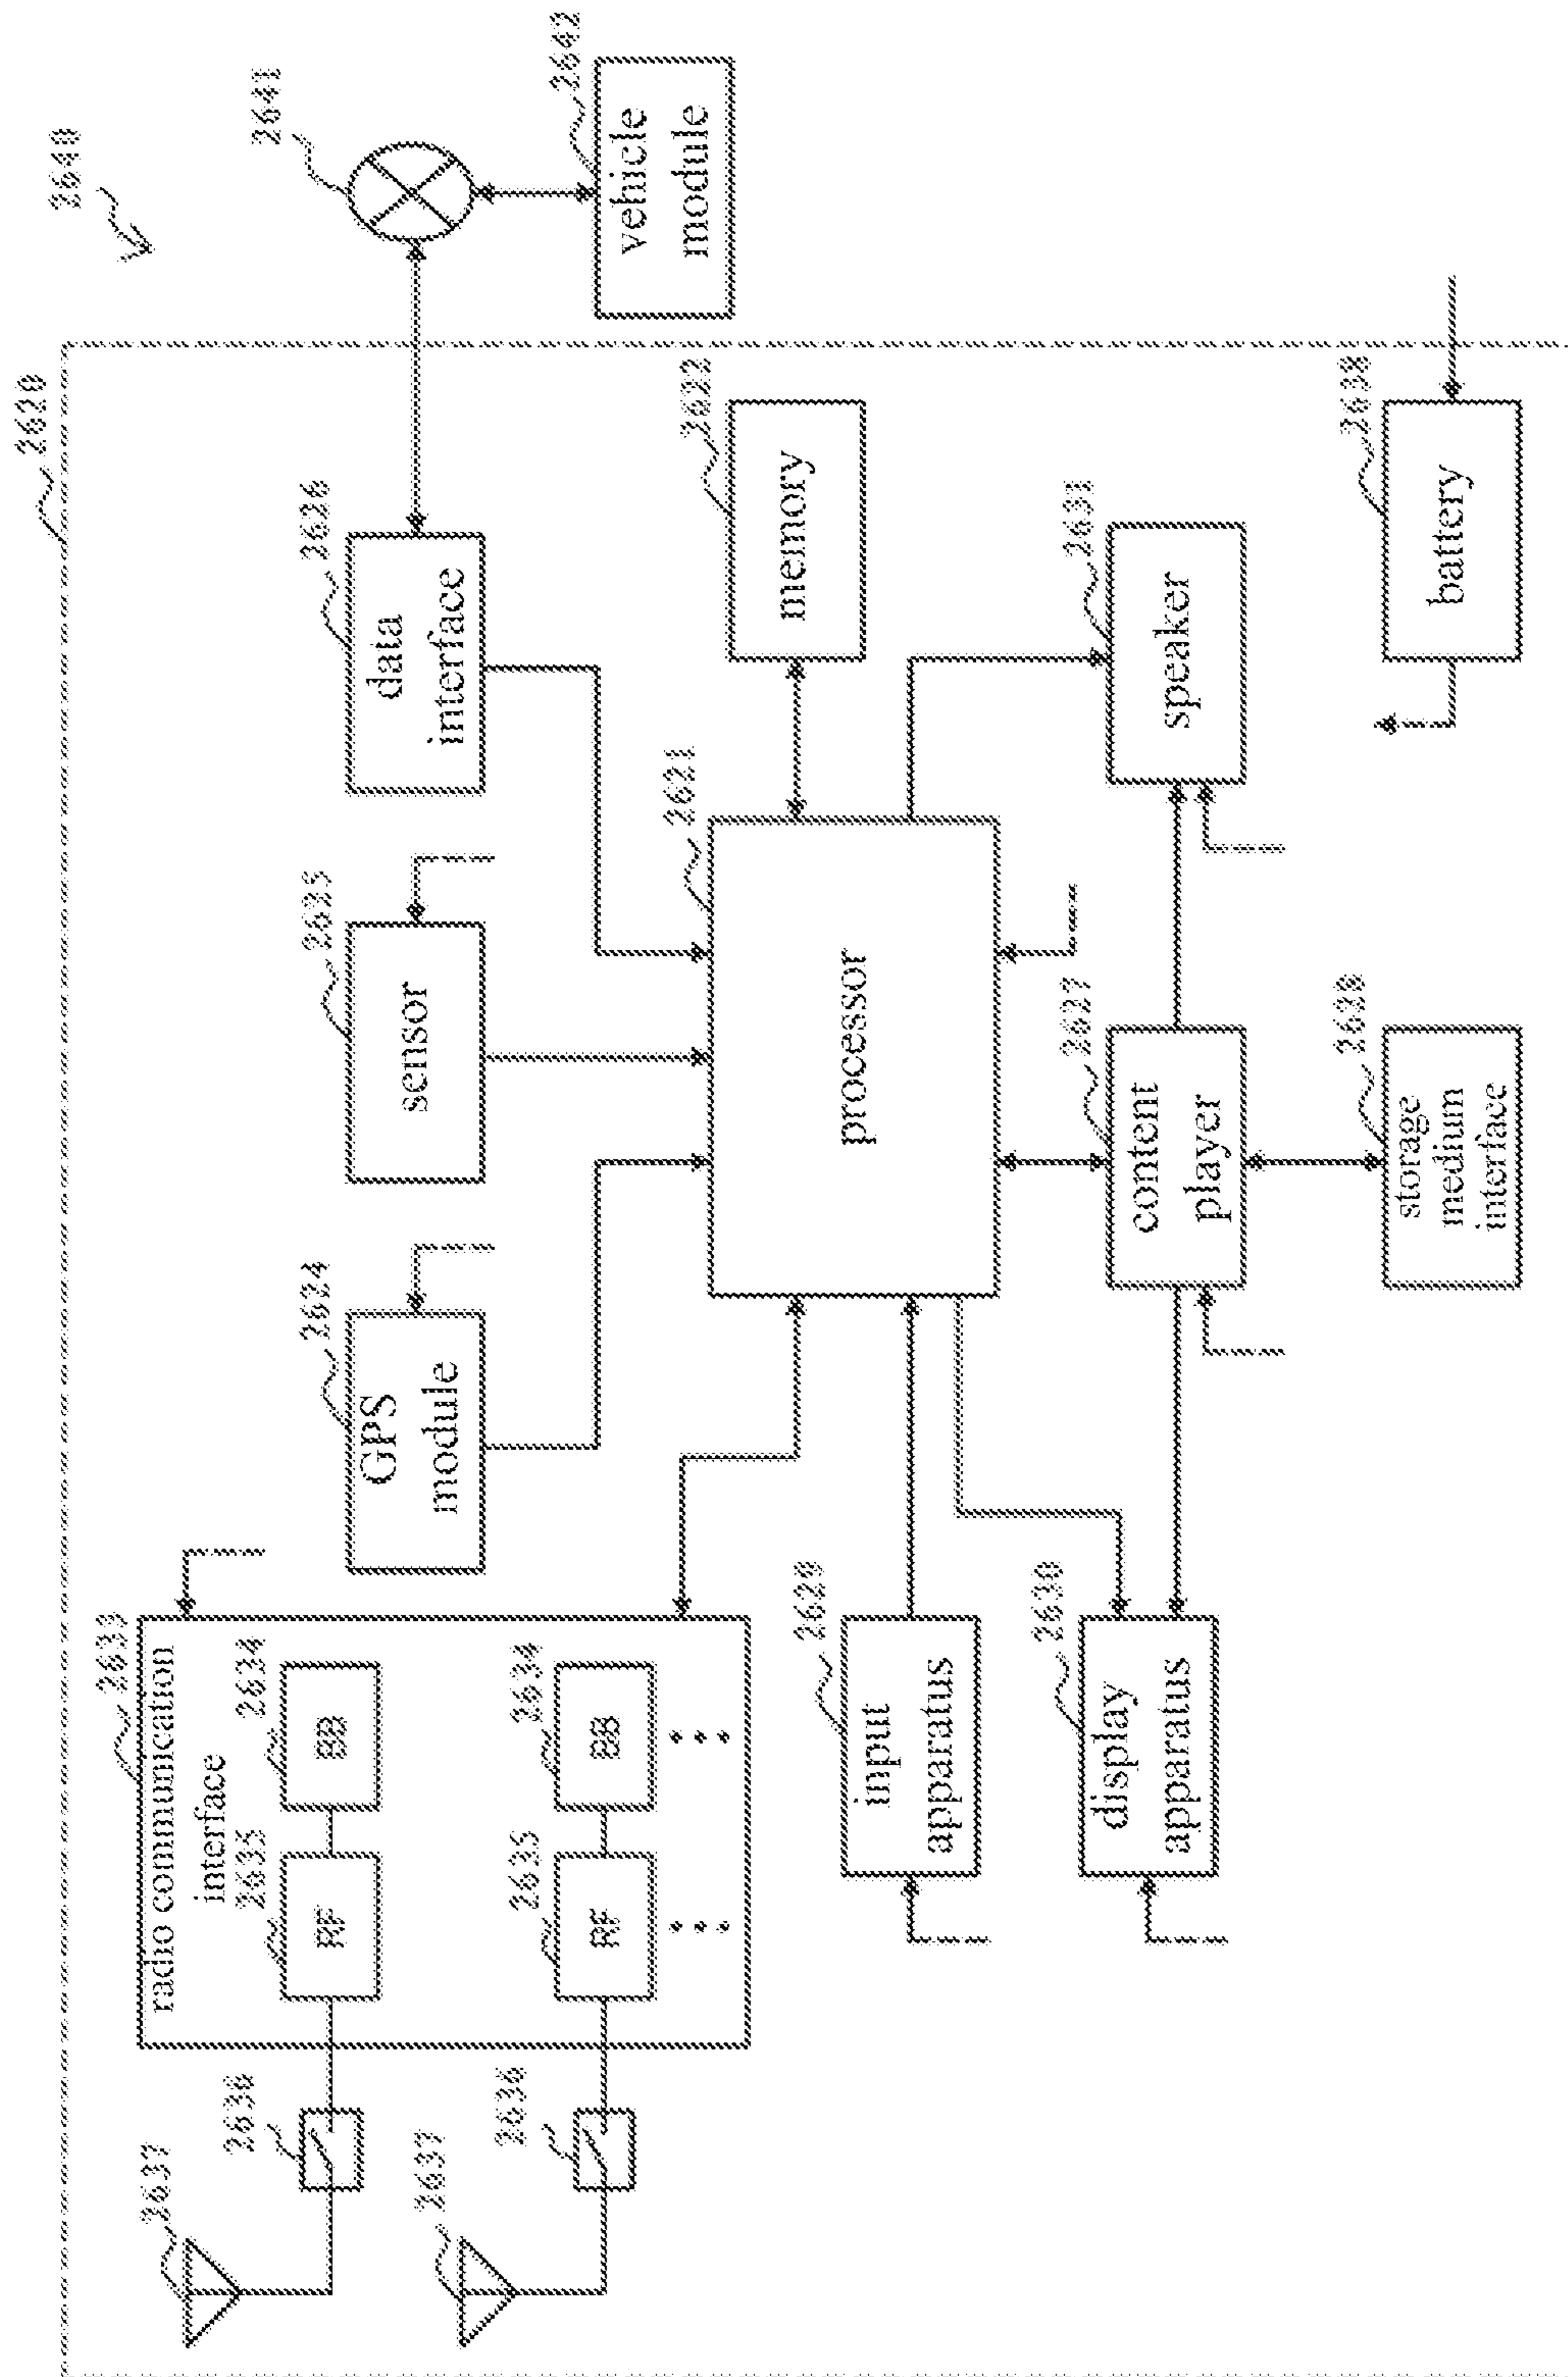 2640
2620
2637
2636
2633
radio communication
interface
2635
RF
2634
BB
2637
2636
2635
RF
2634
BB
2624
GPS
module
2625
sensor
2626
data
interface
2641
2642
vehicle
module
2621
processor
2622
memory
2629
input
apparatus
2630
display
apparatus
2627
content
player
2631
speaker
2628
storage
medium
interface
2638
battery